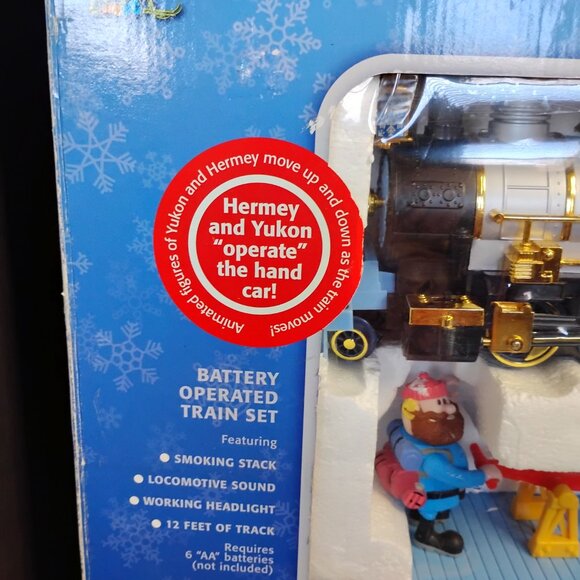 Animated figures of Yukon and Hermey move up and down as the train moves!
Hermey
and Yukon
"operate"
the hand
car!
BATTERY
OPERATED
TRAIN SET
Featuring
• SMOKING STACK
• LOCOMOTIVE SOUND
• WORKING HEADLIGHT
• 12 FEET OF TRACK
Requires
6 "AA" batteries
(not included)